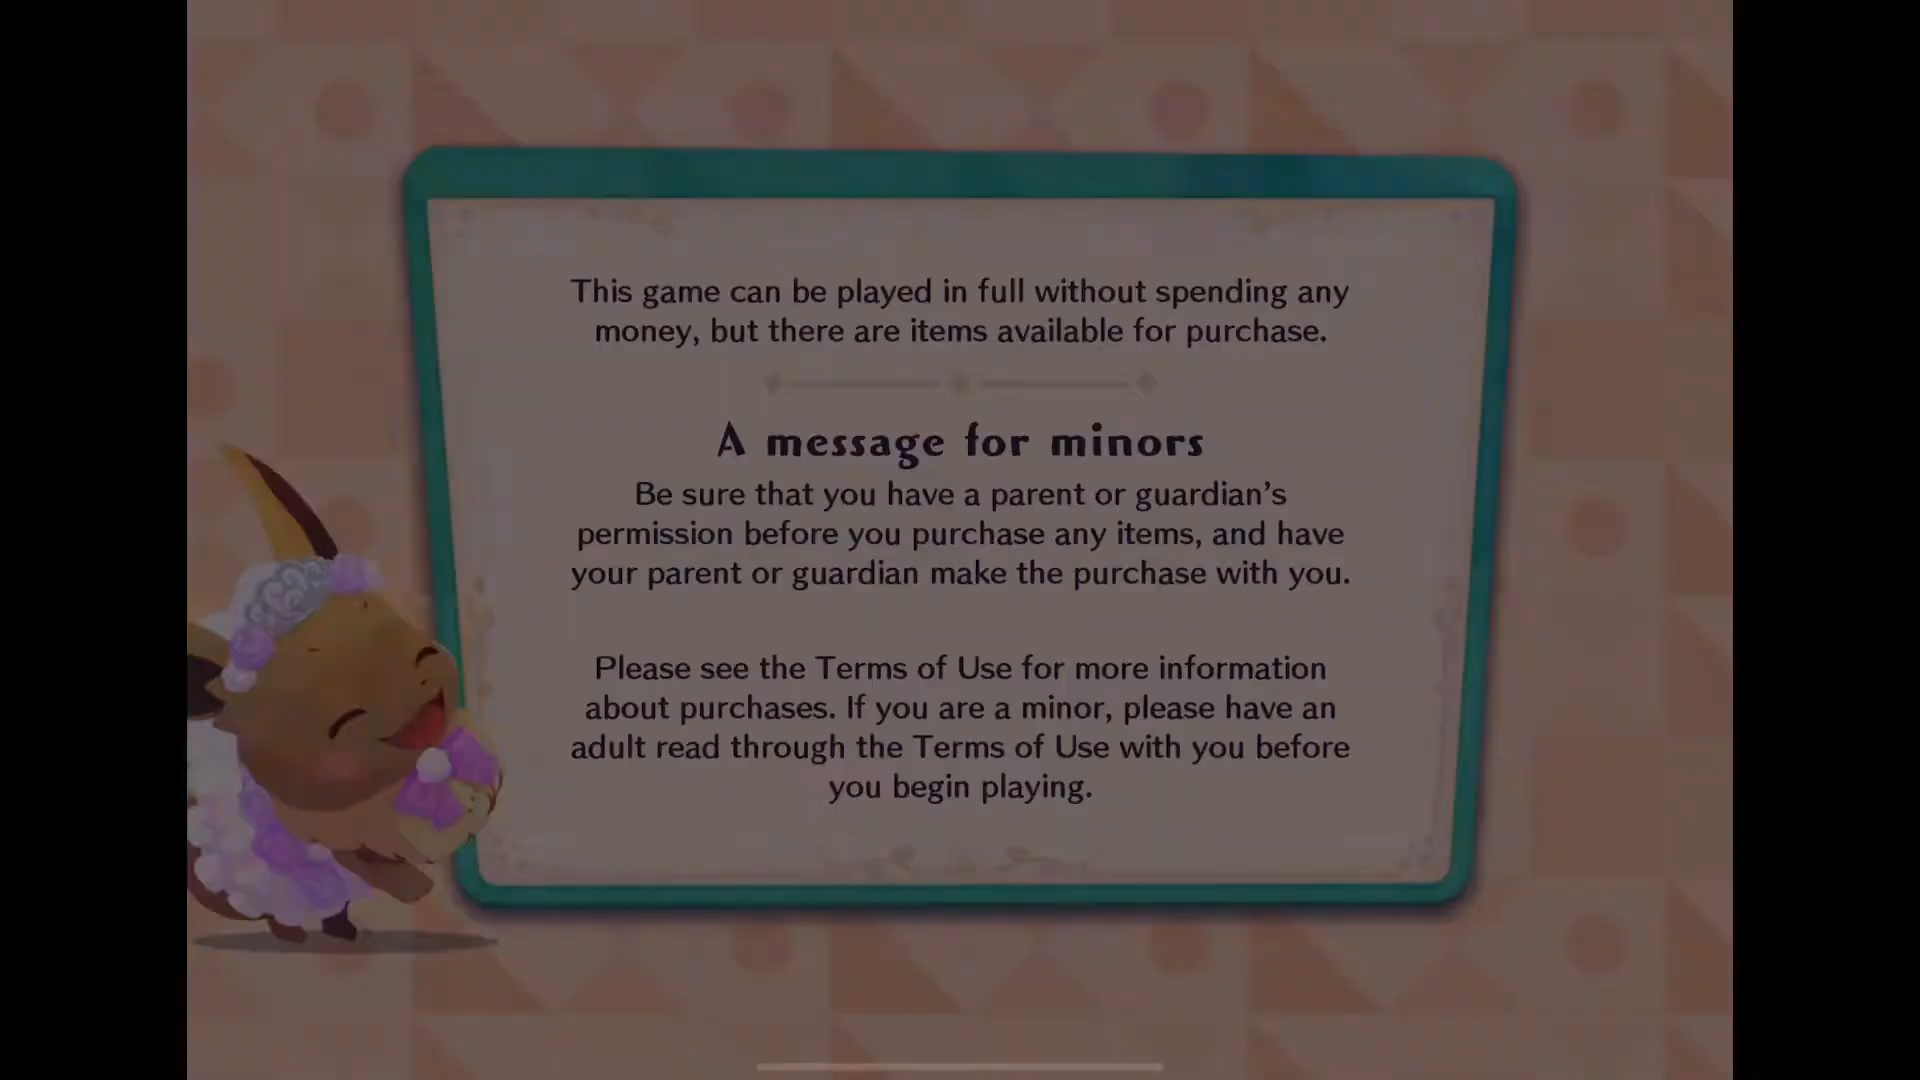 This game can be played in full without spending any
money, but there are items available for purchase.
A message for minors
Be sure that you have a parent or guardian’s
permission before you purchase any items, and have
your parent or guardian make the purchase with you.
Please see the Terms of Use for more information
about purchases. If you are a minor, please have an
adult read through the Terms of Use with you before
you begin playing.